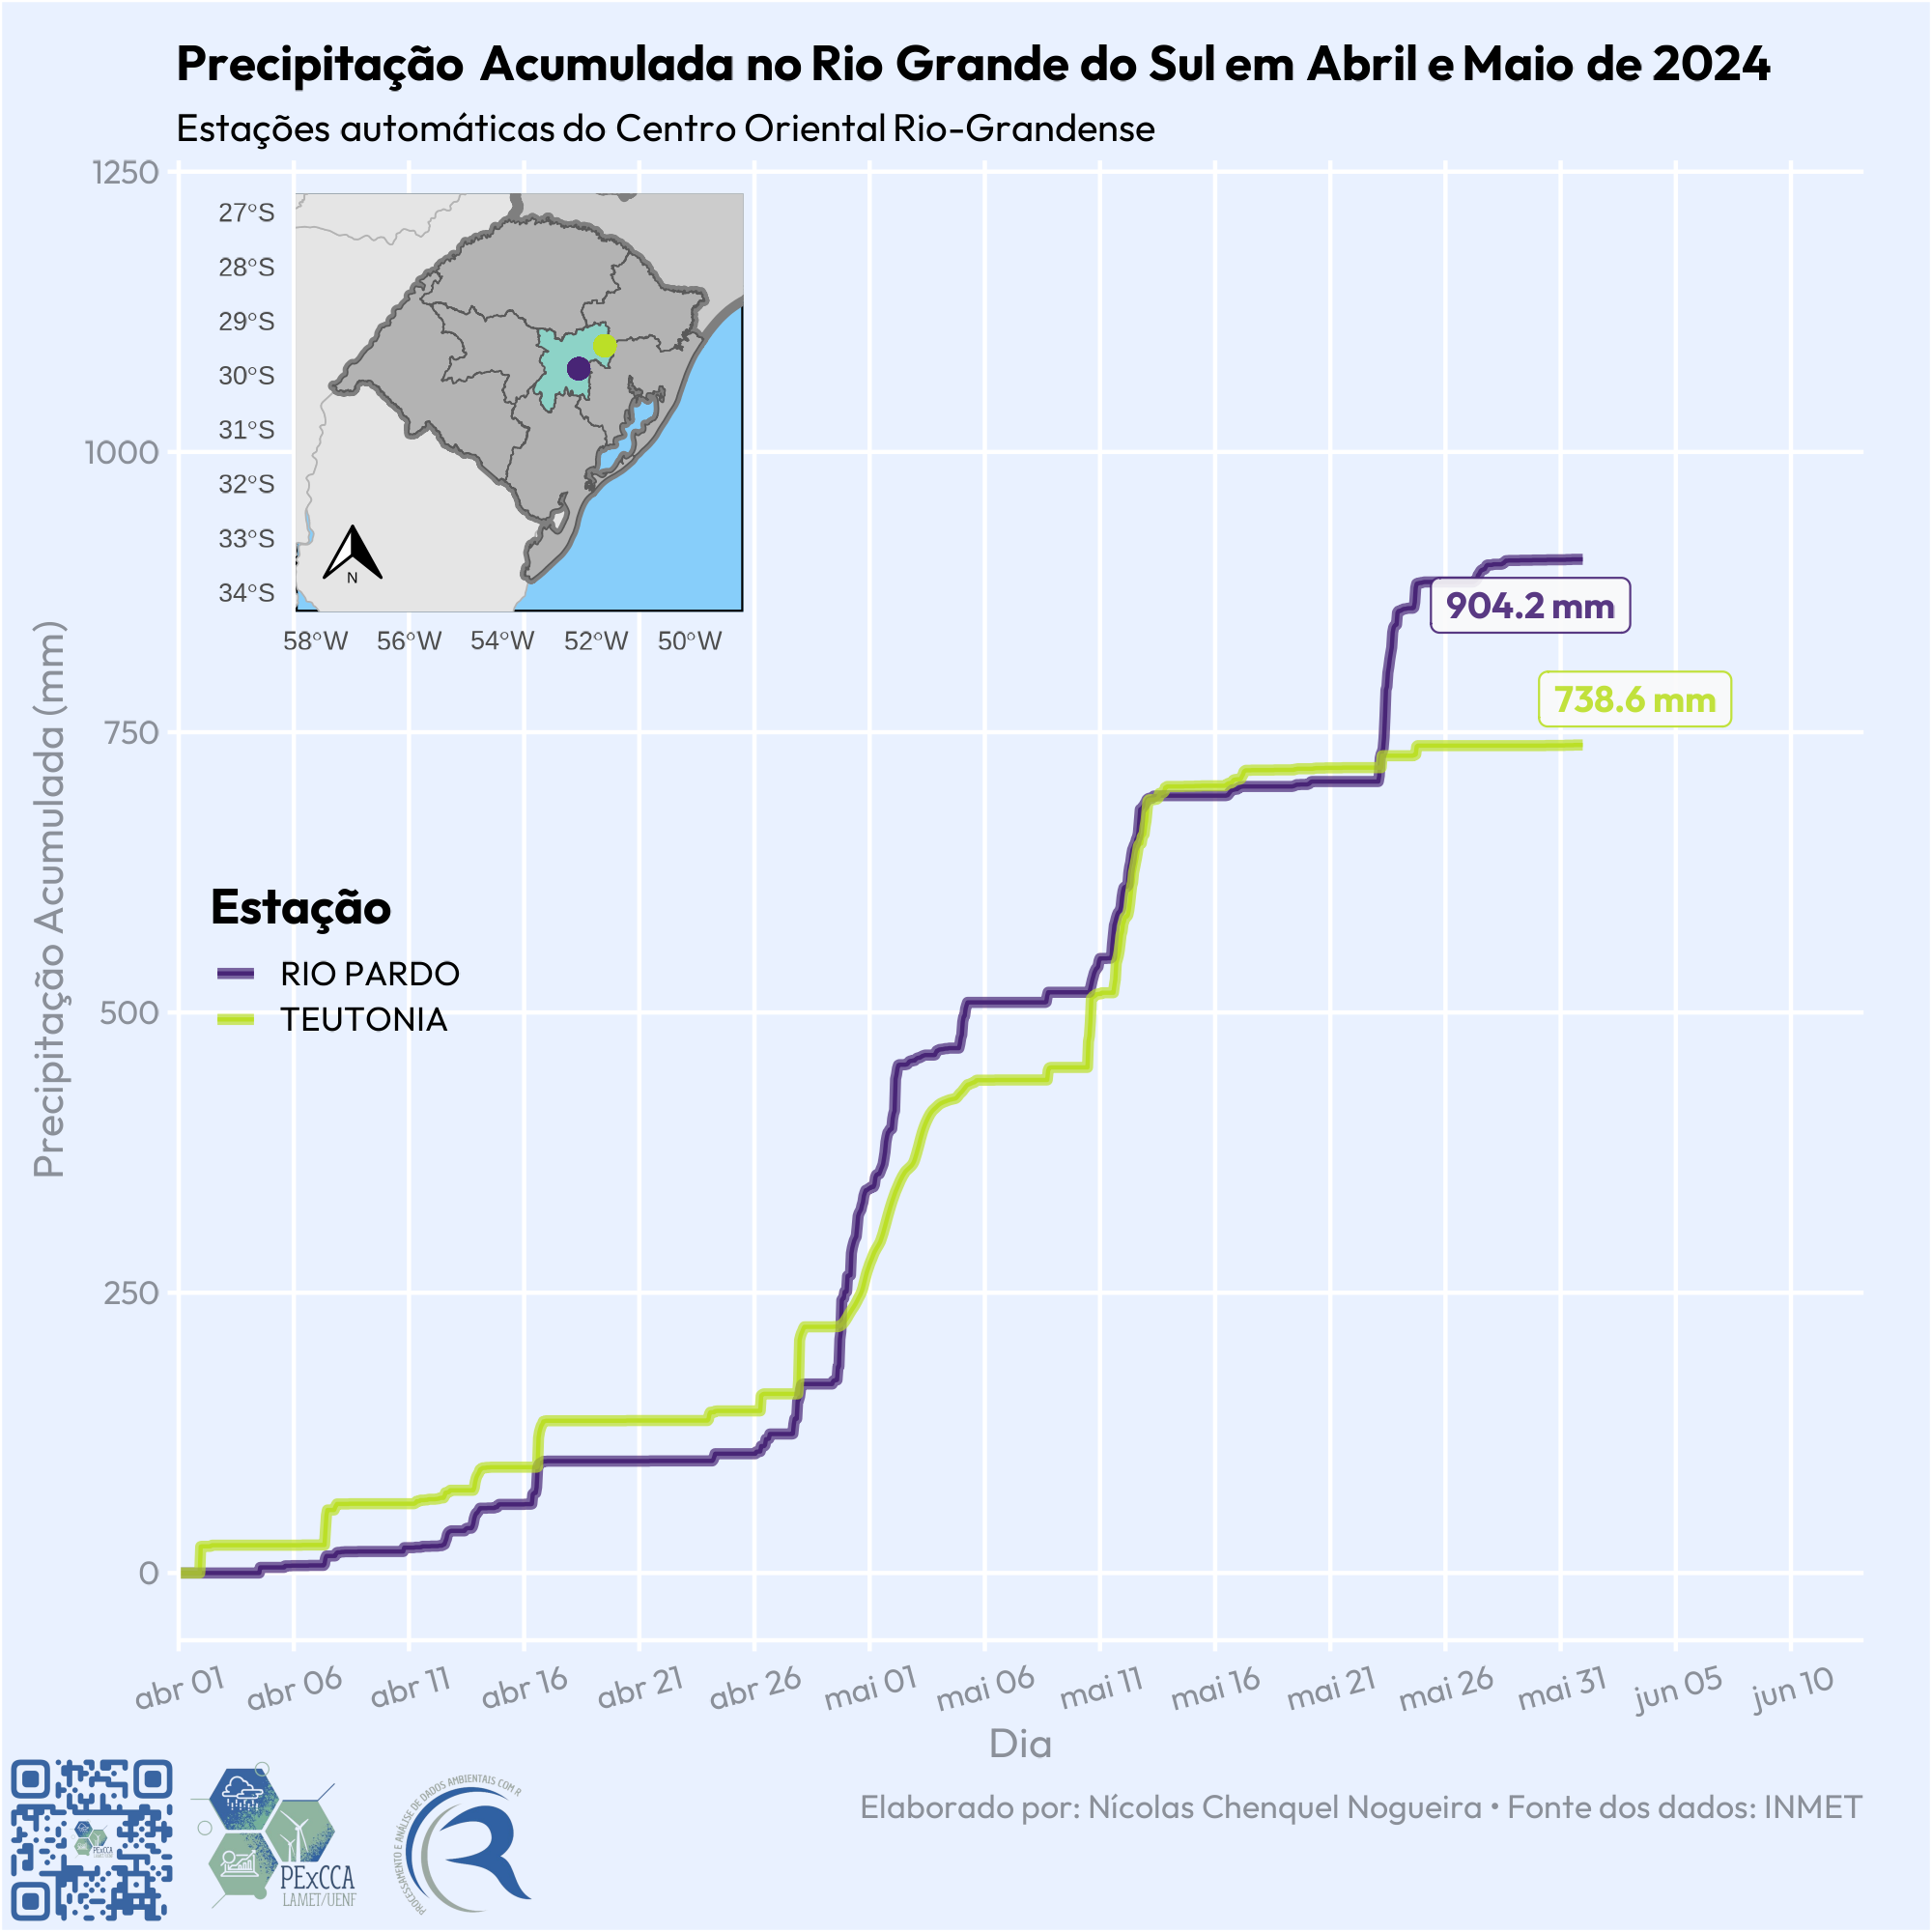 Precipitação Acumulada no Rio Grande do Sul em Abril e Maio de 2024
Estações automáticas do Centro Oriental Rio-Grandense
Precipitação Acumulada (mm)
1250
1000
750
500
250
0
27°S
28°S
29°S
30°S
31°S
32°S
33°S
34°S
N
58°W 56°W 54°W 52°W 50°W
904.2 mm
738.6 mm
Estação
RIO PARDO
TEUTONIA
abr 01 abr 06 abr 11 abr 16 abr 21 abr 26 mai 01 mai 06 mai 11 mai 16 mai 21 mai 26 mai 31 jun 05 jun 10
Dia
Elaborado por: Nícolas Chenquel Nogueira • Fonte dos dados: INMET
PExCCA
LAMET/UENF
PROCESSAMENTO E ANÁLISE DE DADOS AMBIENTAIS COM R
PExCCA